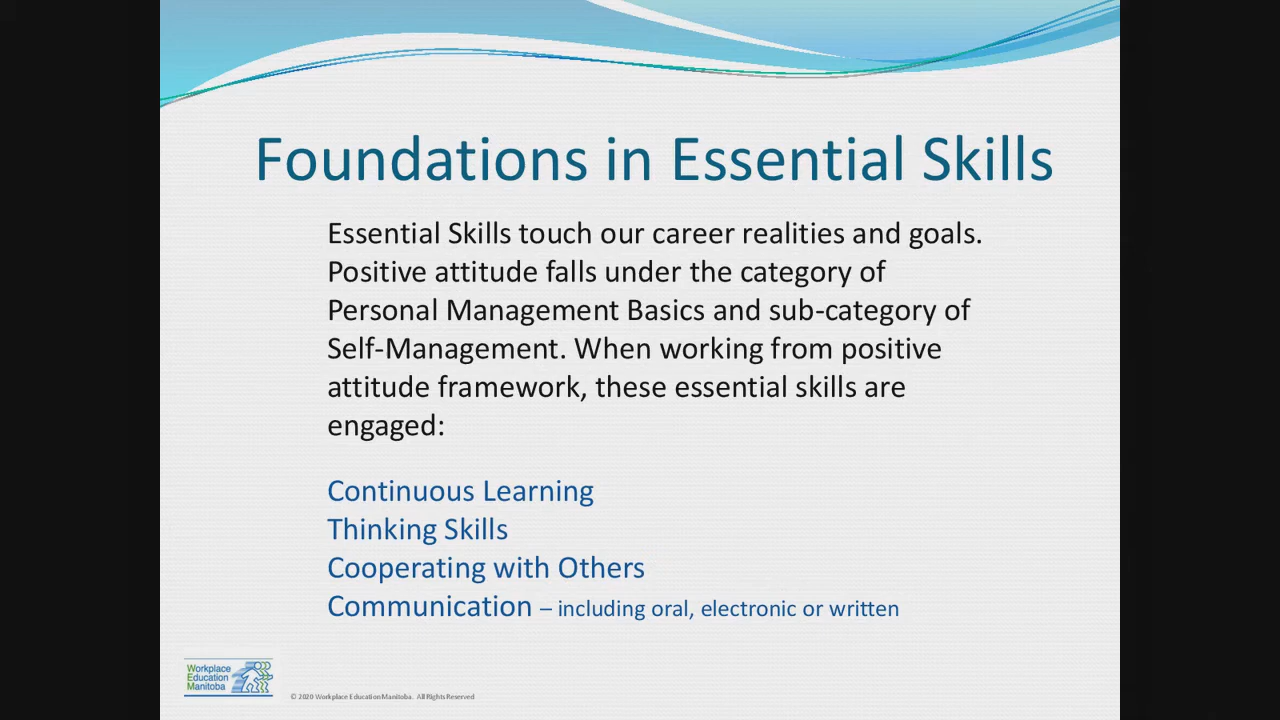 Foundations in Essential Skills
Essential Skills touch our career realities and goals.
Positive attitude falls under the category of
Personal Management Basics and sub-category of
Self-Management. When working from positive
attitude framework, these essential skills are
engaged:
Continuous Learning
Thinking Skills
Cooperating with Others
Communication – including oral, electronic or written
Workplace
Education
Manitoba
© 2020 Workplace Education Manitoba. All Rights Reserved